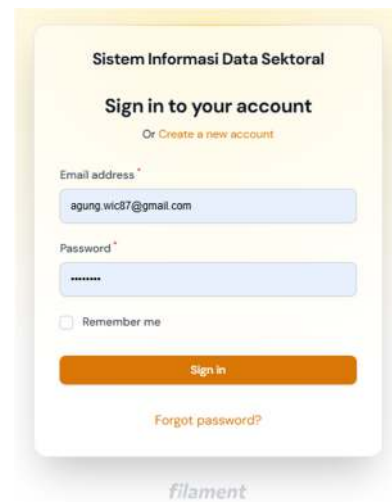 Sistem Informasi Data Sektoral
Sign in to your account
Or Create a new account
Email address *
agung.wic87@gmail.com
Password *
••••••••
Remember me
Sign in
Forgot password?
filament